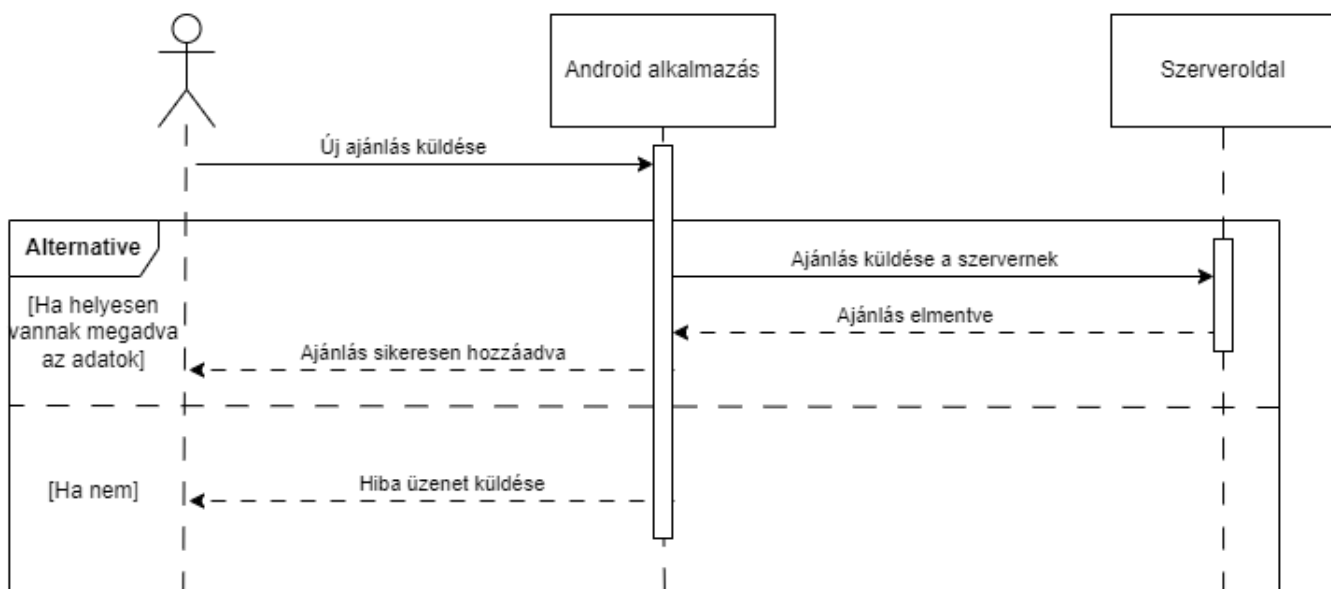 Android alkalmazás
Szerveroldal
Új ajánlás küldése
Alternative
Ajánlás küldése a szervernek
[Ha helyesen
vannak megadva
az adatok]
Ajánlás elmentve
Ajánlás sikeresen hozzáadva
[Ha nem]
Hiba üzenet küldése